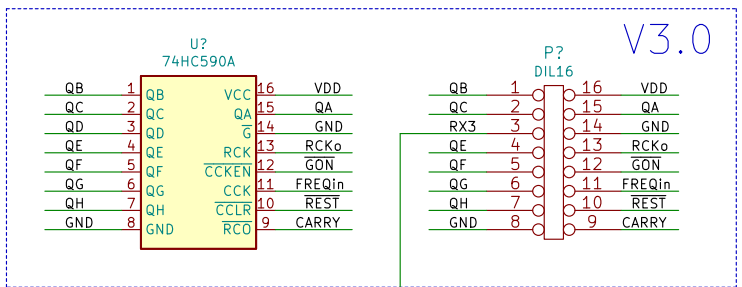 V3.0
U?
74HC590A
QB 1 QB VCC 16 VDD
QC 2 QC QA 15 QA
QD 3 QD G 14 GND
QE 4 QE RCK 13 RCKo
QF 5 QF CCKEN 12 GON
QG 6 QG CCK 11 FREQin
QH 7 QH CCLR 10 REST
GND 8 GND RCO 9 CARRY
P?
DIL16
QB 1 16 VDD
QC 2 15 QA
RX3 3 14 GND
QE 4 13 RCKo
QF 5 12 GON
QG 6 11 FREQin
QH 7 10 REST
GND 8 9 CARRY